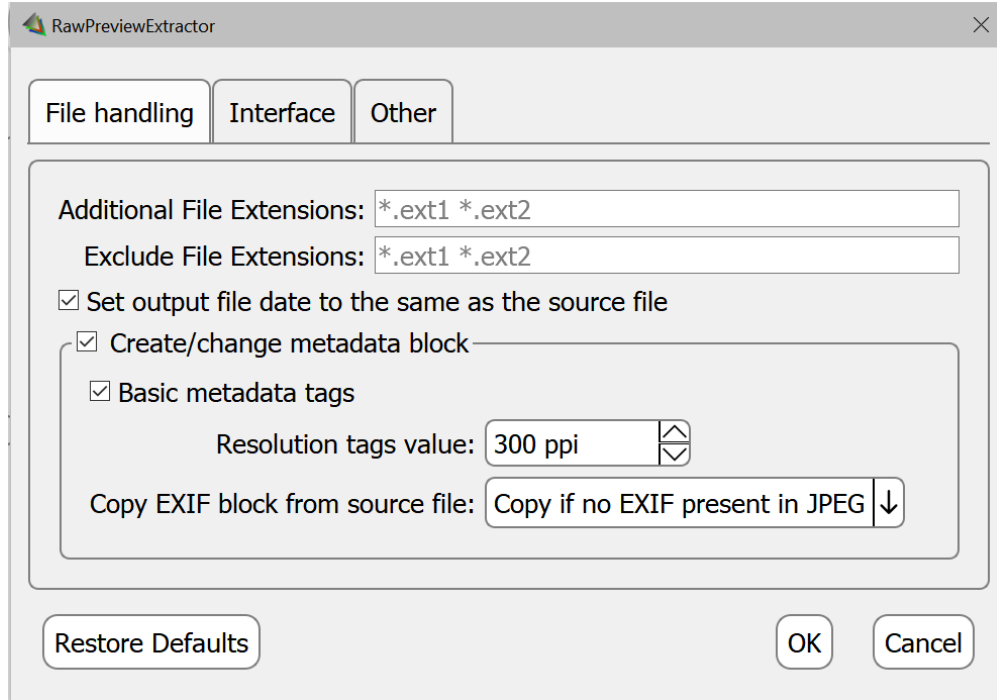 RawPreviewExtractor
File handling Interface Other
Additional File Extensions: *.ext1 *.ext2
Exclude File Extensions: *.ext1 *.ext2
Set output file date to the same as the source file
Create/change metadata block
Basic metadata tags
Resolution tags value: 300 ppi
Copy EXIF block from source file: Copy if no EXIF present in JPEG
Restore Defaults OK Cancel